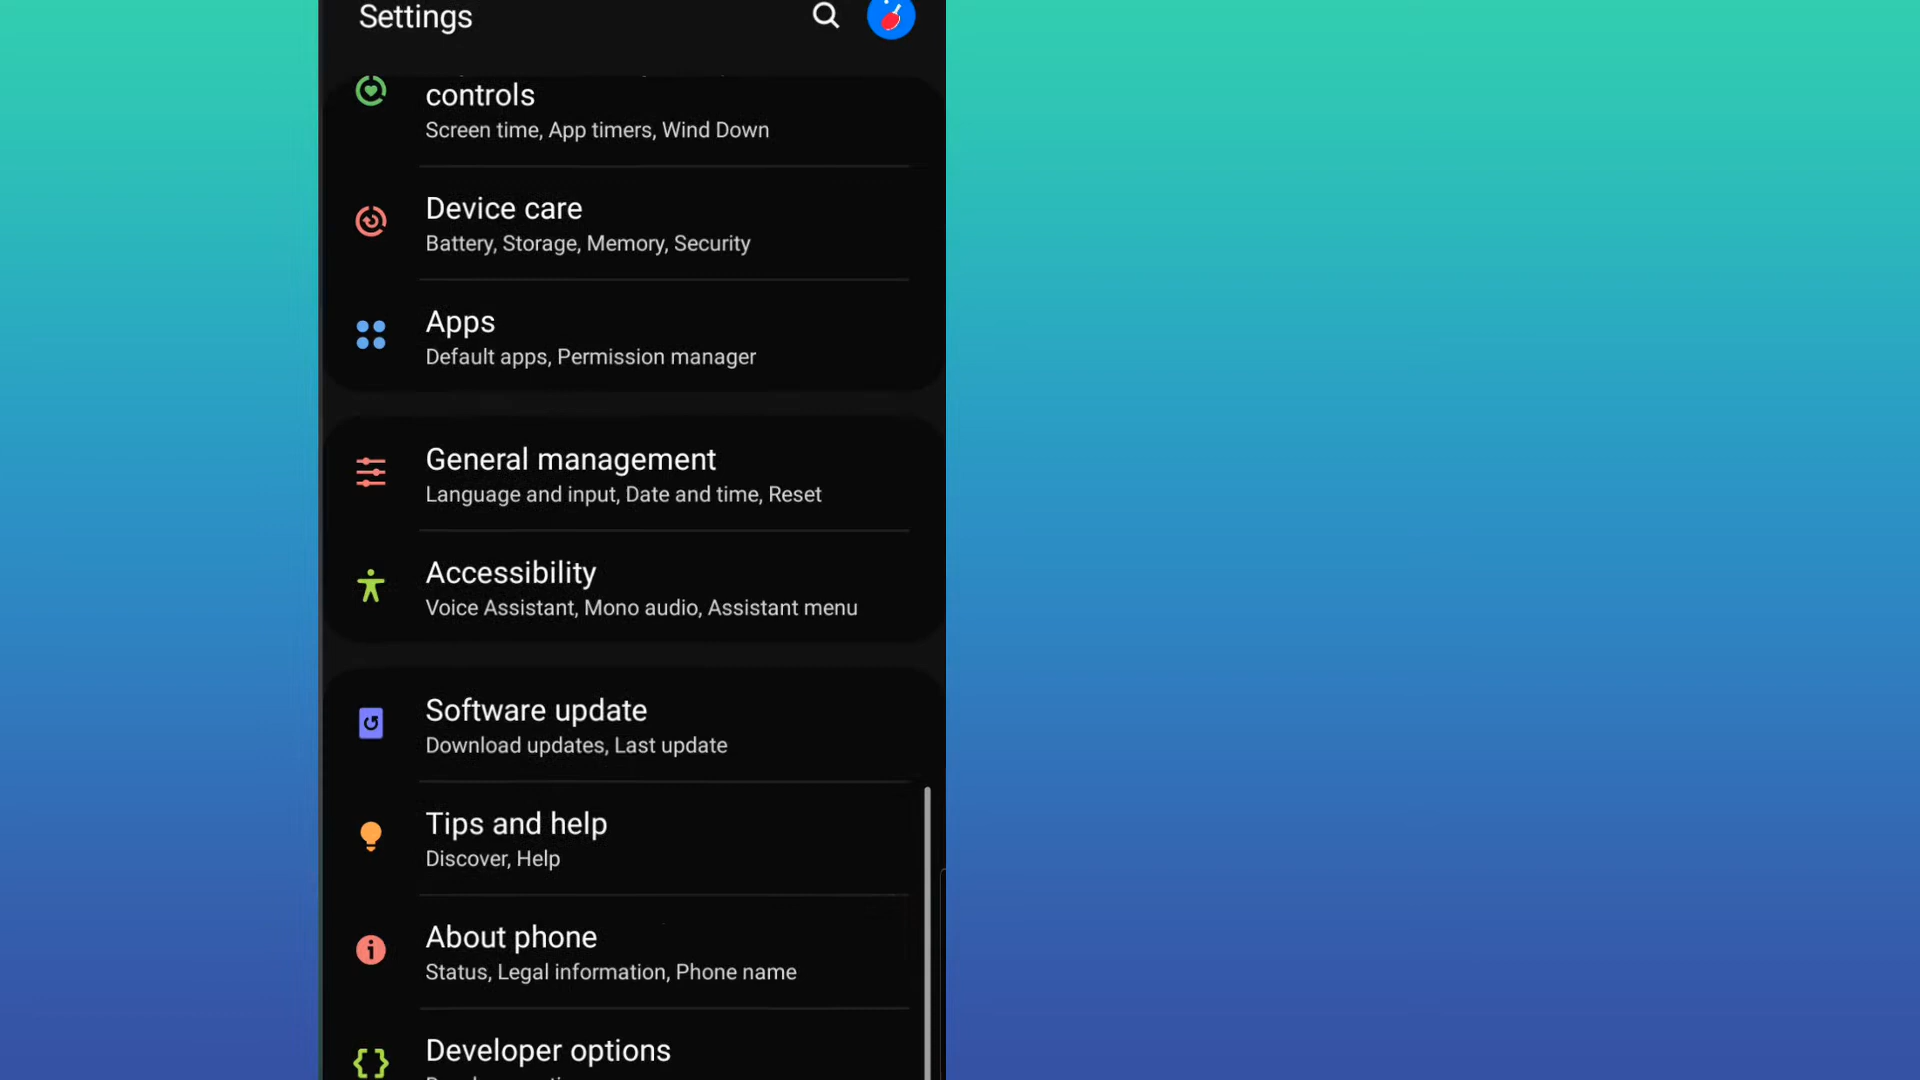 Settings
controls
Screen time, App timers, Wind Down
Device care
Battery, Storage, Memory, Security
Apps
Default apps, Permission manager
General management
Language and input, Date and time, Reset
Accessibility
Voice Assistant, Mono audio, Assistant menu
Software update
Download updates, Last update
Tips and help
Discover, Help
About phone
Status, Legal information, Phone name
Developer options